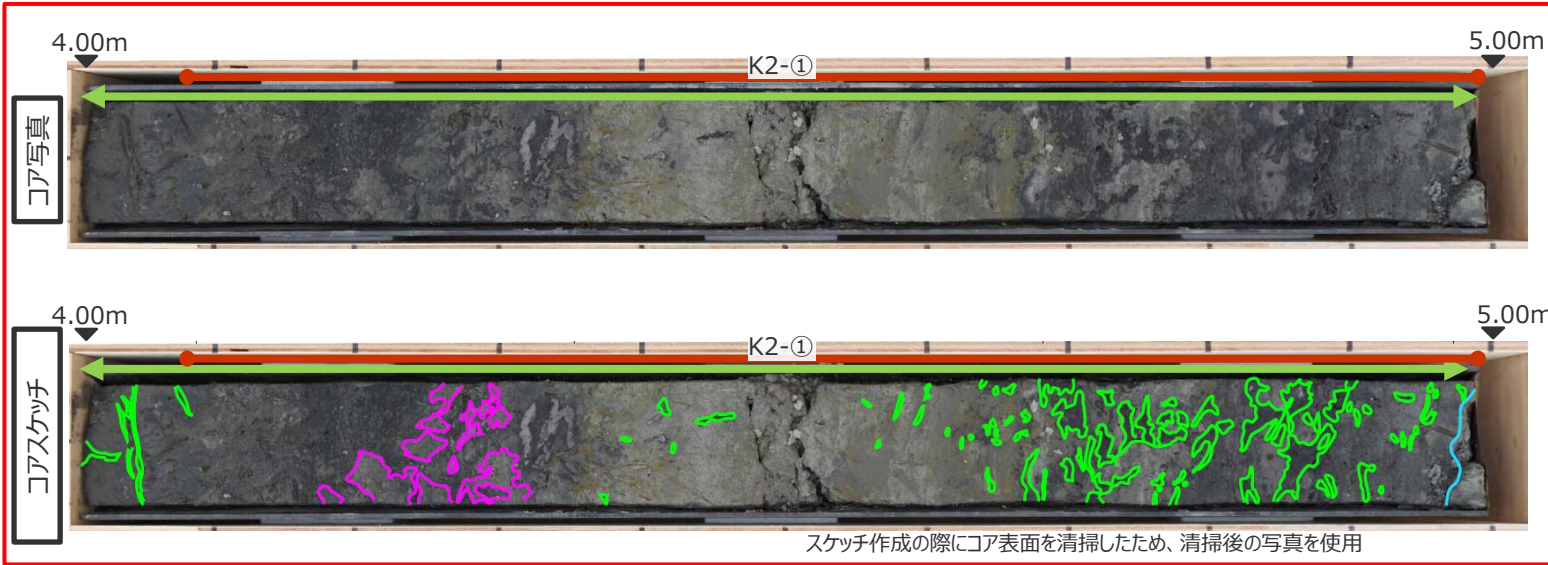 4.00m
5.00m
K2-①
コア写真
4.00m
5.00m
K2-①
コアスケッチ
スケッチ作成の際にコア表面を清掃したため、清掃後の写真を使用